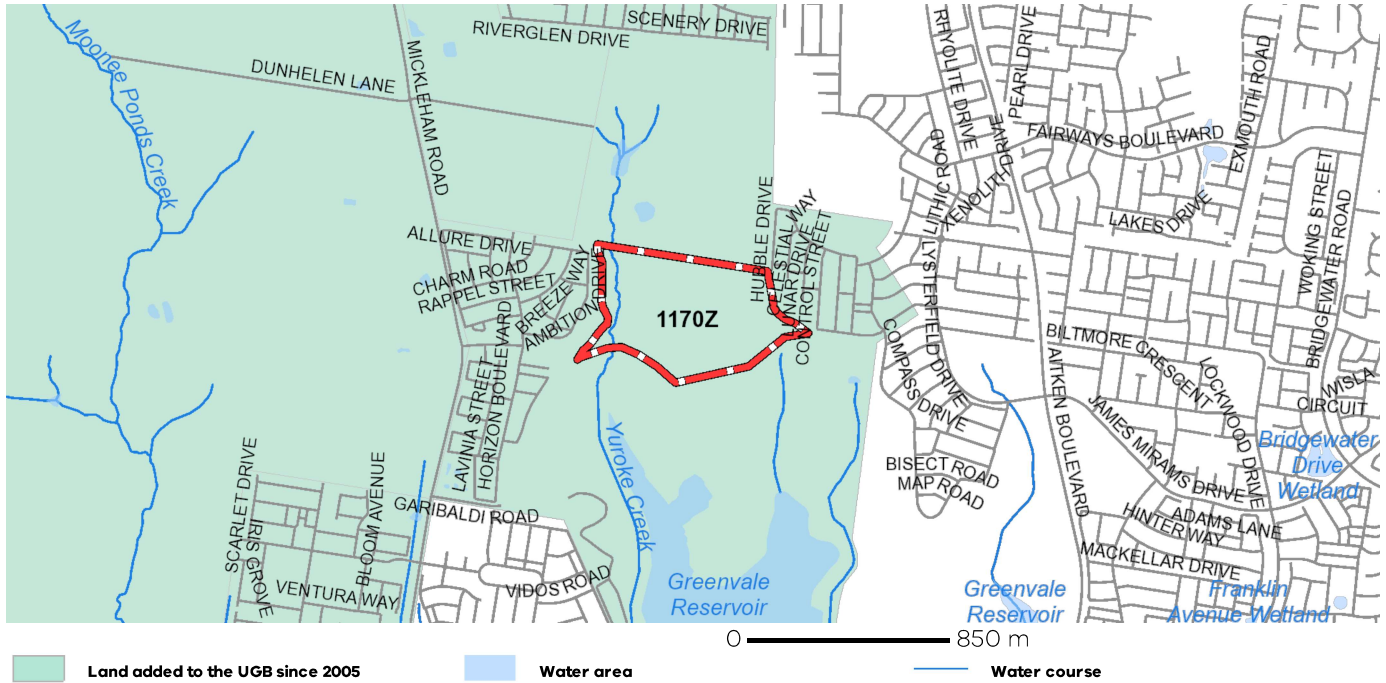 SCENERY DRIVE
RIVERGLEN DRIVE
Moonee Ponds Creek
DUNHELEN LANE
MICKLEHAM ROAD
RHYOLITE DRIVE
PEARL DRIVE
EXMOUTH ROAD
FAIRWAYS BOULEVARD
XENOLITH DRIVE
LITHIC ROAD
LYSTERFIELD DRIVE
LAKES DRIVE
WOKING STREET
BRIDGEWATER ROAD
ALLURE DRIVE
CHARM ROAD
RAPPEL STREET
BREEZE WAY
AMBITION DRIVE
HUBBLE DRIVE
CELESTIAL WAY
CONTROL STREET
1170Z
COMPASS DRIVE
BILTMORE CRESCENT
LOCKWOOD DRIVE
WISLA
CIRCUIT
LAVINIA STREET
HORIZON BOULEVARD
AITKEN BOULEVARD
JAMES MIRAMS DRIVE
Bridgewater
Drive
Wetland
BISECT ROAD
MAP ROAD
ADAMS LANE
HINTER WAY
MACKELLAR DRIVE
Yuroke Creek
GARIBALDI ROAD
SCARLET DRIVE
IRIS GROVE
BLOOM AVENUE
VENTURA WAY
VIDOS ROAD
Greenvale
Reservoir
Greenvale
Reservoir
Franklin
Avenue Wetland
0 850 m
Land added to the UGB since 2005
Water area
Water course